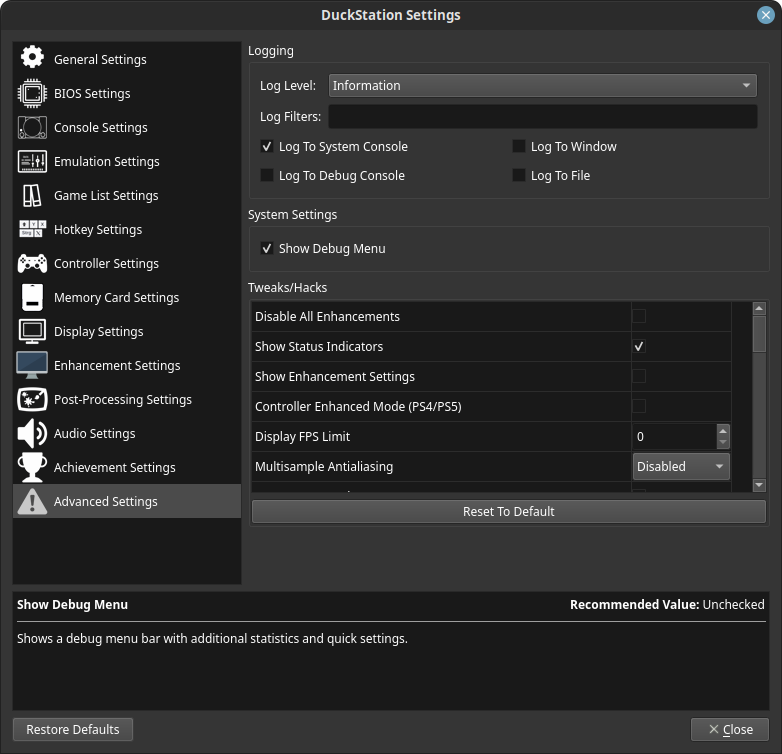 DuckStation Settings
General Settings
BIOS Settings
Console Settings
Emulation Settings
Game List Settings
Hotkey Settings
Controller Settings
Memory Card Settings
Display Settings
Enhancement Settings
Post-Processing Settings
Audio Settings
Achievement Settings
Advanced Settings
Logging
Log Level: Information
Log Filters:
Log To System Console Log To Window
Log To Debug Console Log To File
System Settings
Show Debug Menu
Tweaks/Hacks
Disable All Enhancements
Show Status Indicators
Show Enhancement Settings
Controller Enhanced Mode (PS4/PS5)
Display FPS Limit 0
Multisample Antialiasing Disabled
Reset To Default
Show Debug Menu Recommended Value: Unchecked
Shows a debug menu bar with additional statistics and quick settings.
Restore Defaults Close